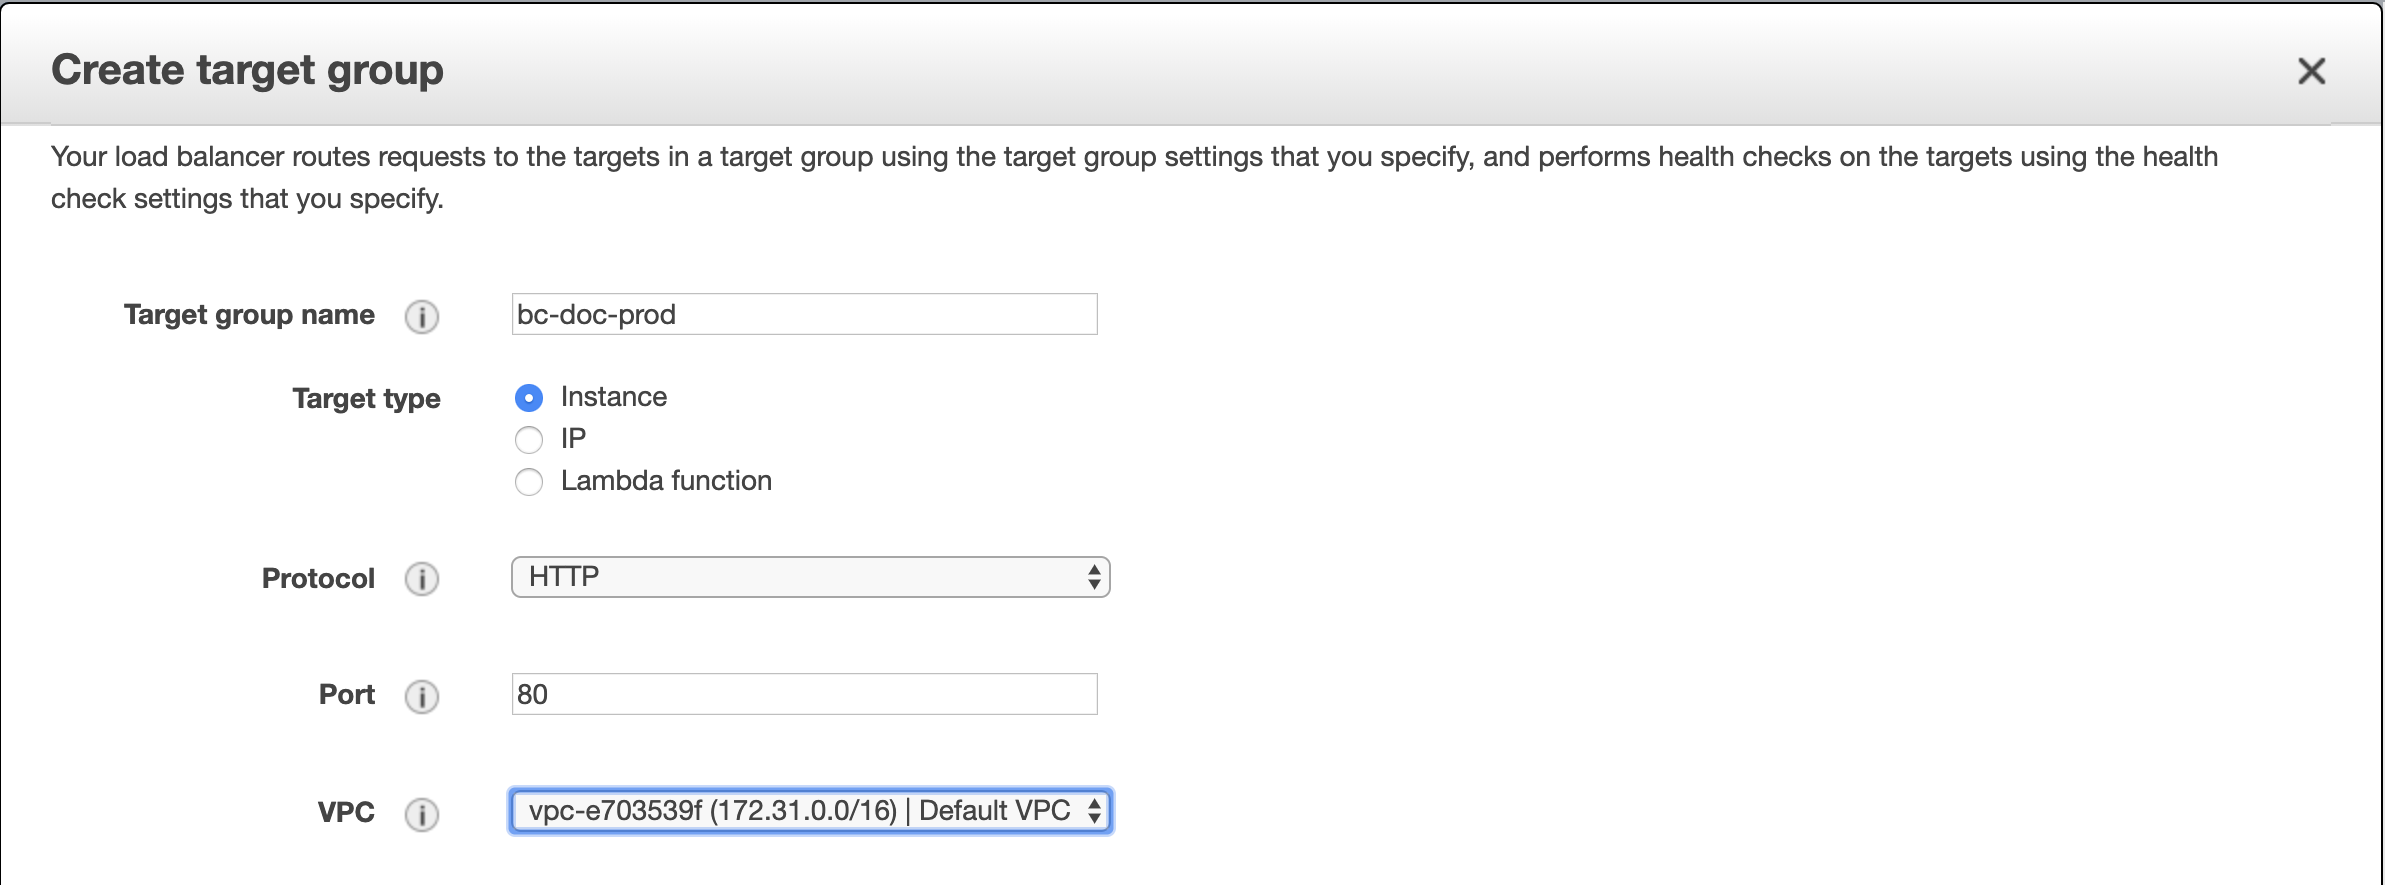 Create target group
Your load balancer routes requests to the targets in a target group using the target group settings that you specify, and performs health checks on the targets using the health
check settings that you specify.
Target group name bc-doc-prod
Target type Instance
IP
Lambda function
Protocol HTTP
Port 80
VPC vpc-e703539f (172.31.0.0/16) | Default VPC